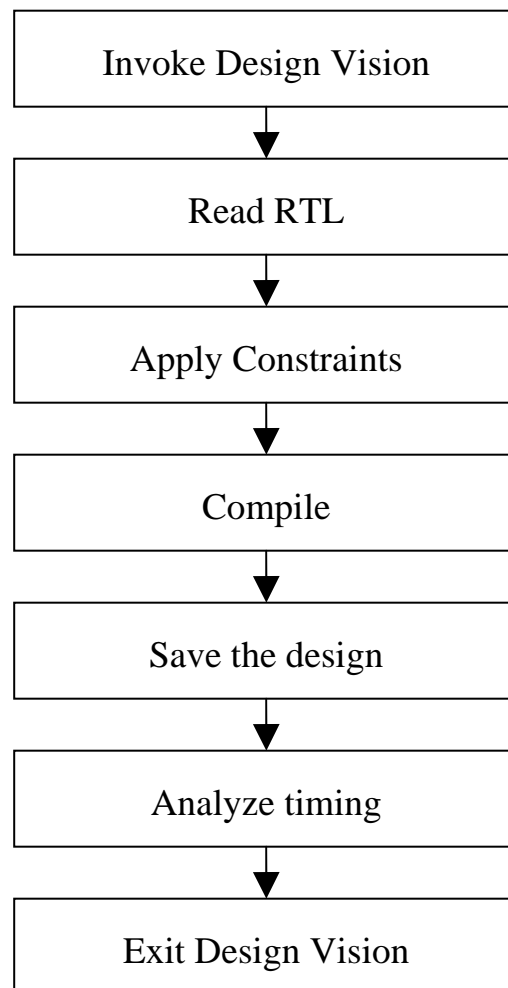 Invoke Design Vision
Read RTL
Apply Constraints
Compile
Save the design
Analyze timing
Exit Design Vision